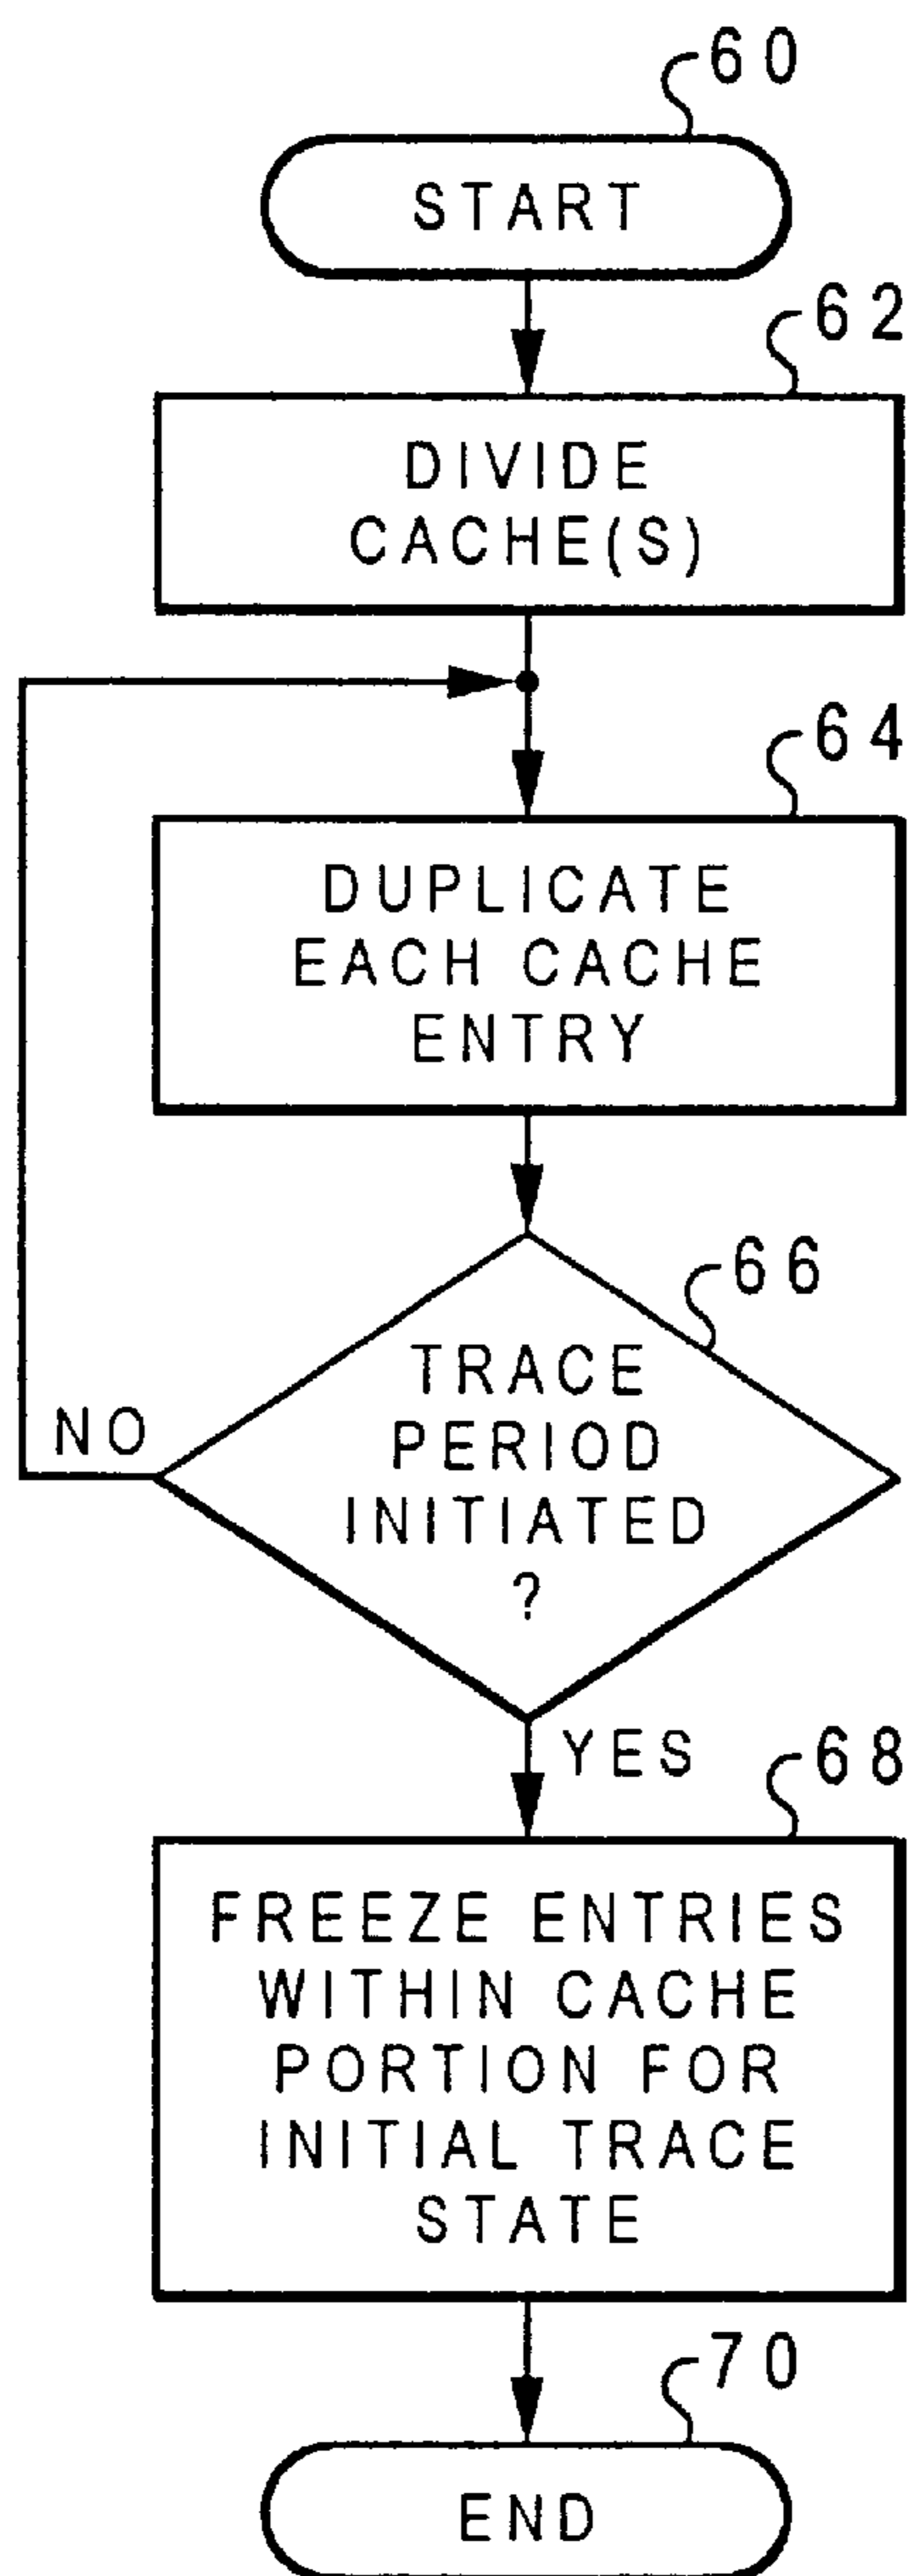 60
START
62
DIVIDE
CACHE(S)
64
DUPLICATE
EACH CACHE
ENTRY
66
TRACE
PERIOD
INITIATED
?
NO
YES
68
FREEZE ENTRIES
WITHIN CACHE
PORTION FOR
INITIAL TRACE
STATE
70
END